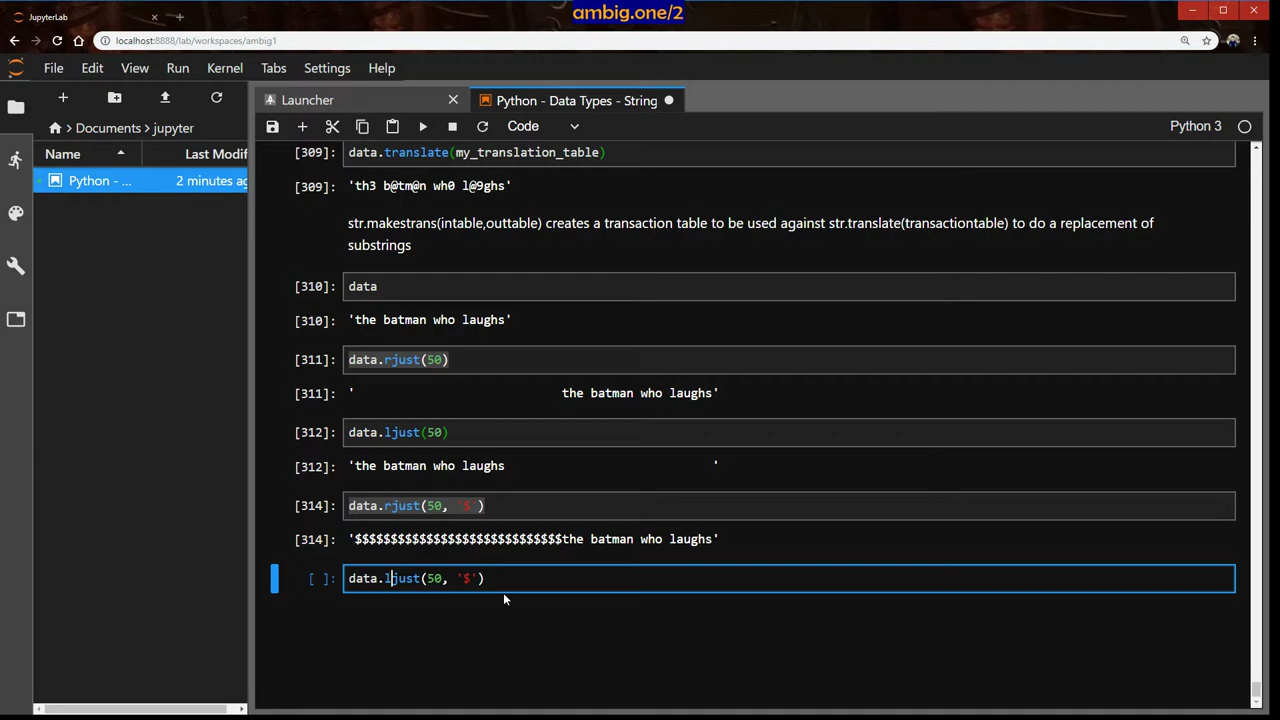 ambig.one/2
JupyterLab
localhost:8888/lab/workspaces/ambig1
File Edit View Run Kernel Tabs Settings Help
Launcher
Python - Data Types - String
Code
Python 3
Documents > jupyter
Name
Last Modif
Python - ...
2 minutes ag
[309]: data.translate(my_translation_table)
[309]: 'th3 b@tm@n wh0 l@9ghs'
str.makestrans(intable,outtable) creates a transaction table to be used against str.translate(transactiontable) to do a replacement of
substrings
[310]: data
[310]: 'the batman who laughs'
[311]: data.rjust(50)
[311]: '                             the batman who laughs'
[312]: data.ljust(50)
[312]: 'the batman who laughs                             '
[314]: data.rjust(50, '$')
[314]: '$$$$$$$$$$$$$$$$$$$$$$$$$$$$$the batman who laughs'
[ ]: data.ljust(50, '$')